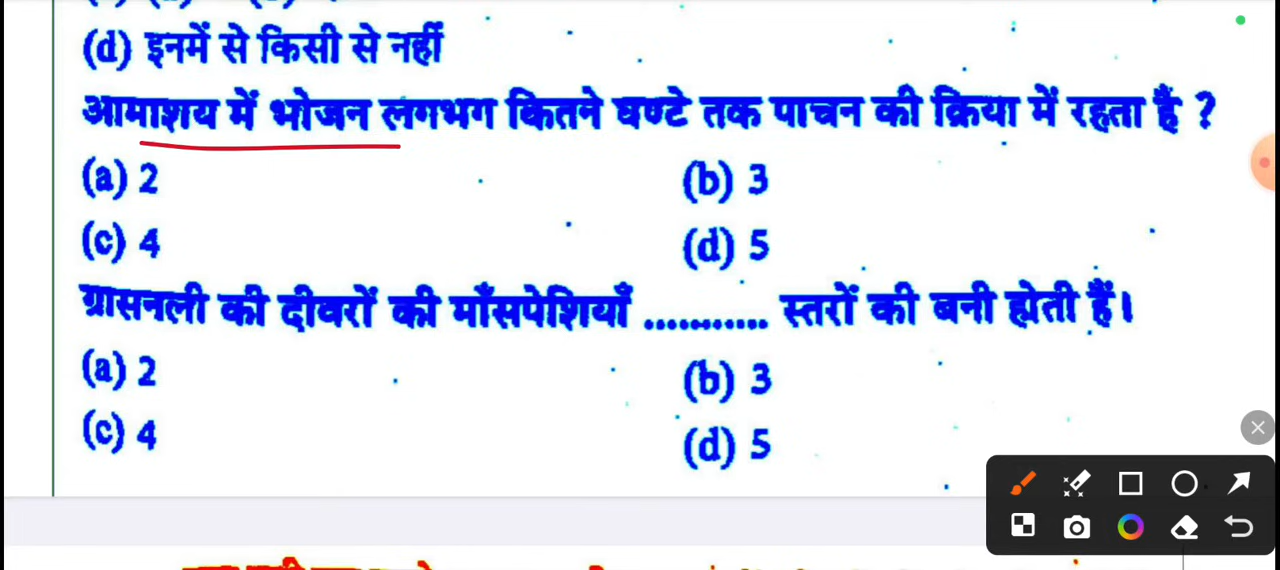 (d) इनमें से किसी से नहीं
आमाशय में भोजन लगभग कितने घण्टे तक पाचन की क्रिया में रहता है ?
(a) 2 (b) 3
(c) 4 (d) 5
ग्रासनली की दीवरों की माँसपेशियाँ ........... स्तरों की बनी होती हैं।
(a) 2 (b) 3
(c) 4 (d) 5